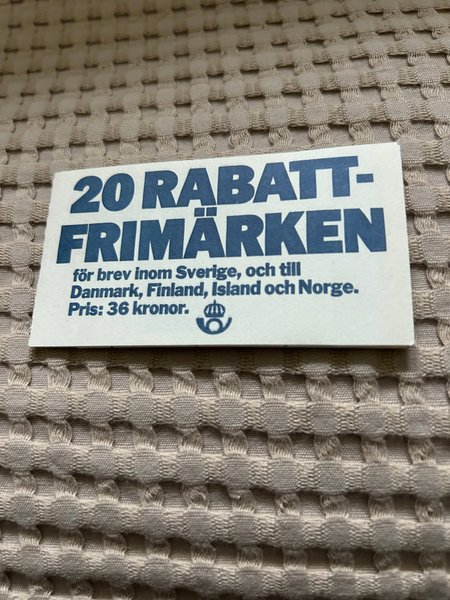 20 RABATT-
FRIMÄRKEN
för brev inom Sverige, och till
Danmark, Finland, Island och Norge.
Pris: 36 kronor.